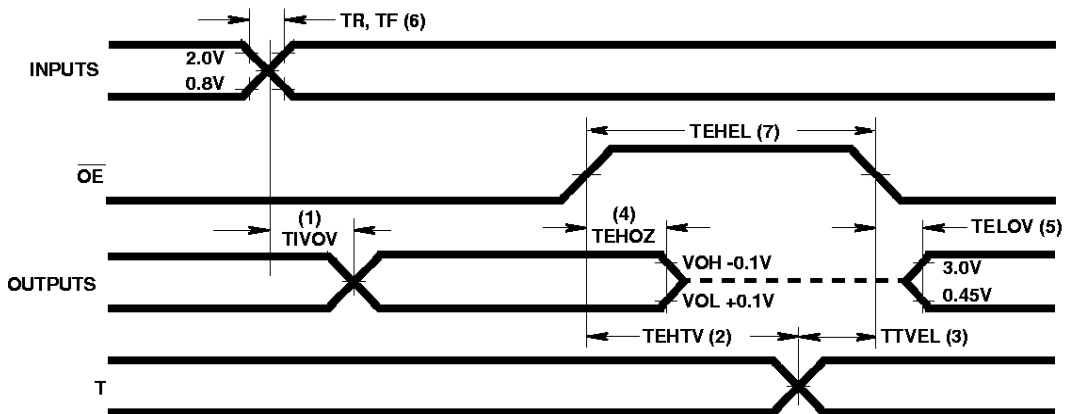 TR, TF (6)
INPUTS
2.0V
0.8V
TEHEL (7)
OE
(1)
TIVOV
(4)
TEHOZ
TELOV (5)
OUTPUTS
VOH -0.1V
VOL +0.1V
3.0V
0.45V
TEHTV (2)
TTVEL (3)
T